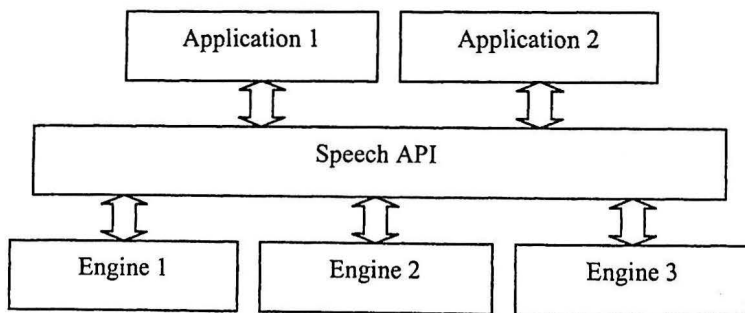 Application 1
Application 2
Speech API
Engine 1
Engine 2
Engine 3